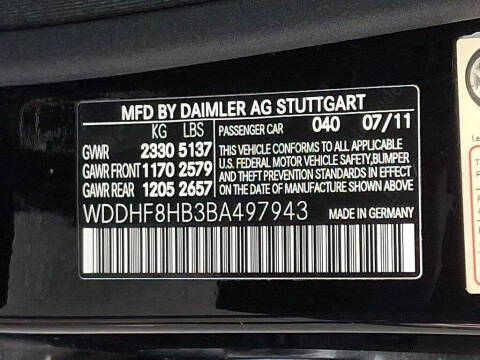 MFD BY DAIMLER AG STUTTGART
KG LBS PASSENGER CAR 040 07/11
GVWR 2330 5137 THIS VEHICLE CONFORMS TO ALL APPLICABLE
GAWR FRONT 1170 2579 U.S. FEDERAL MOTOR VEHICLE SAFETY, BUMPER
GAWR REAR 1205 2657 AND THEFT PREVENTION STANDARDS IN EFFECT ON THE DATE OF MANUFACTURE SHOWN ABOVE.
WDDHF8HB3BA497943 MADE IN GERMANY